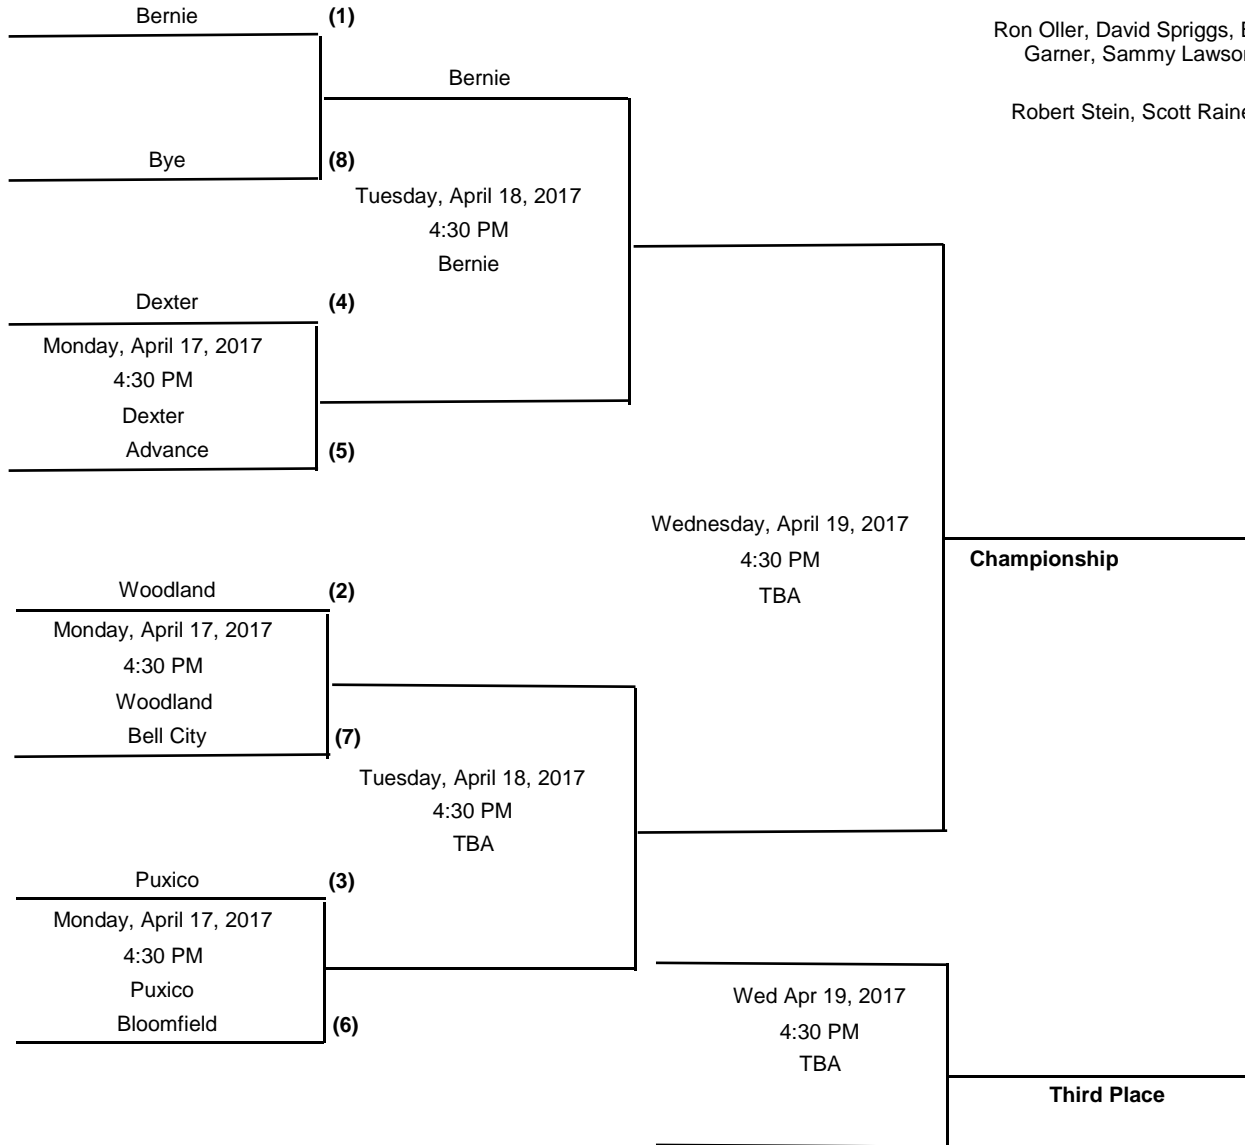 Bernie (1)
Ron Oller, David Spriggs,
Garner, Sammy Lawson
Bernie
Robert Stein, Scott
Bye (8)
Tuesday, April 18, 2017
4:30 PM
Bernie
Dexter (4)
Monday, April 17, 2017
4:30 PM
Dexter
Advance (5)
Wednesday, April 19, 2017
4:30 PM
TBA
Championship
Woodland (2)
Monday, April 17, 2017
4:30 PM
Woodland
Bell City (7)
Tuesday, April 18, 2017
4:30 PM
TBA
Puxico (3)
Monday, April 17, 2017
4:30 PM
Puxico
Bloomfield (6)
Wed Apr 19, 2017
4:30 PM
TBA
Third Place